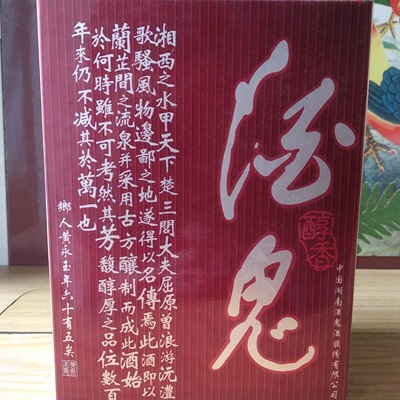 酒鬼
醇香
中国湖南酒鬼酒股份有限公司
湘西之水甲天下楚三閭大夫屈原曾浪游沅澧
歌騷風物邊鄙之地遂得以名傳焉此酒即以
蘭芷間之流泉并采用古方釀制而成此酒始
於何時雖不可考然其芳馥醇厚之品位數百
年來仍不減其於萬一也
鄉人黃永玉年六十有五矣